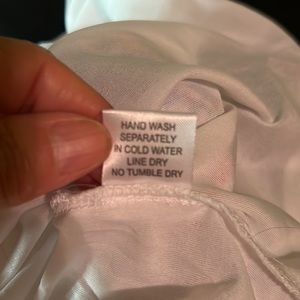 HAND WASH
SEPARATELY
IN COLD WATER
LINE DRY
NO TUMBLE DRY